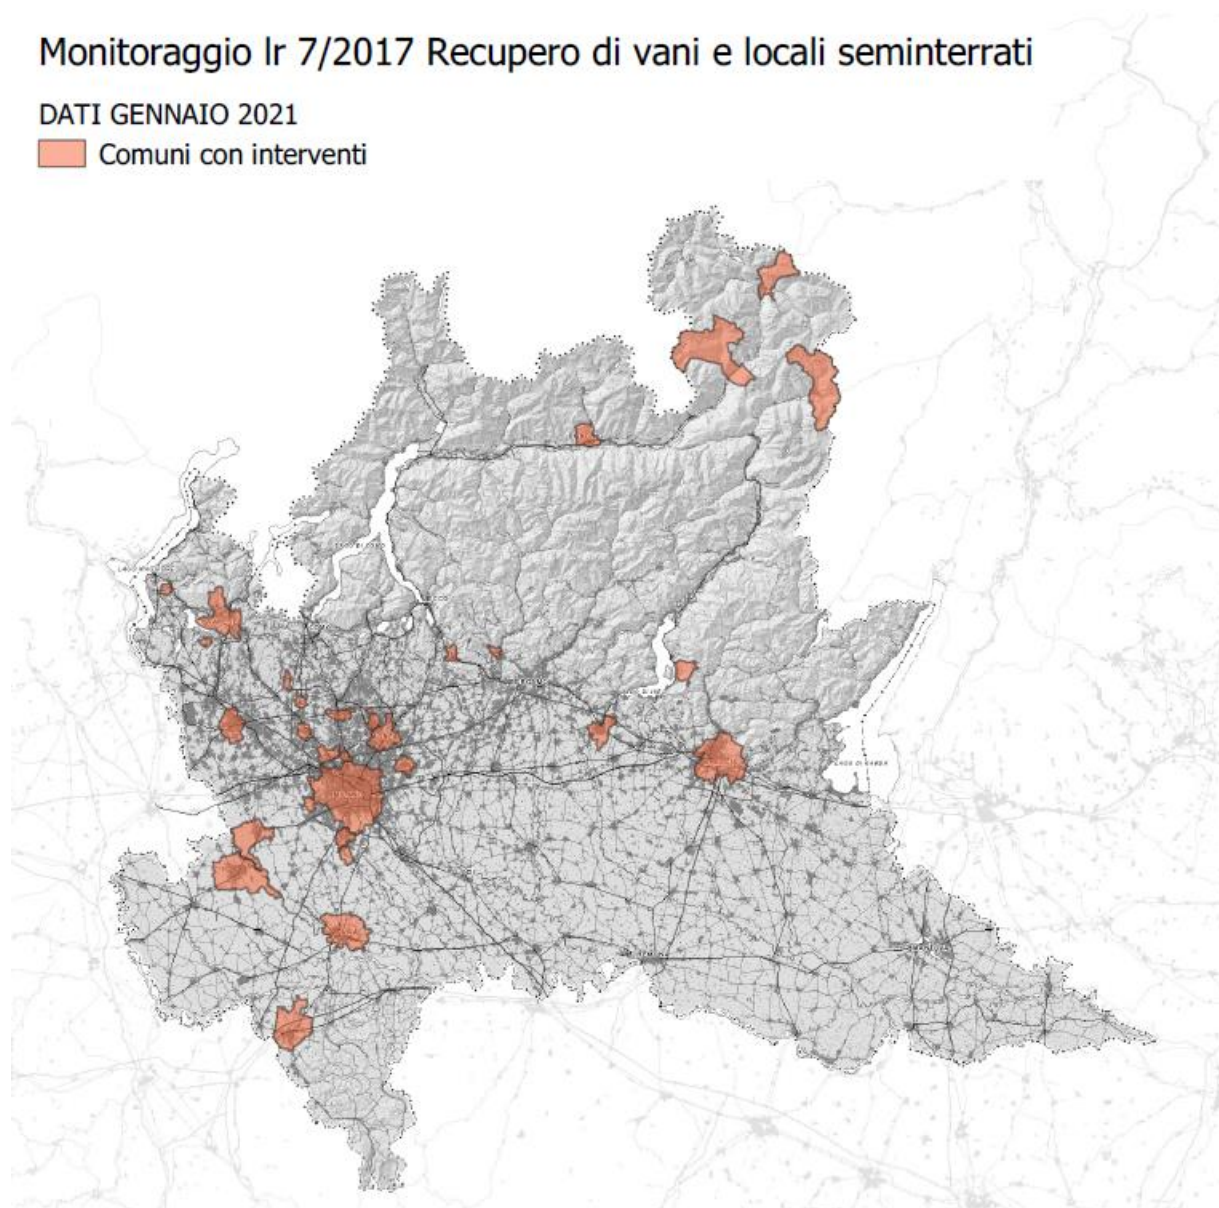 Monitoraggio lr 7/2017 Recupero di vani e locali seminterrati
DATI GENNAIO 2021
Comuni con interventi